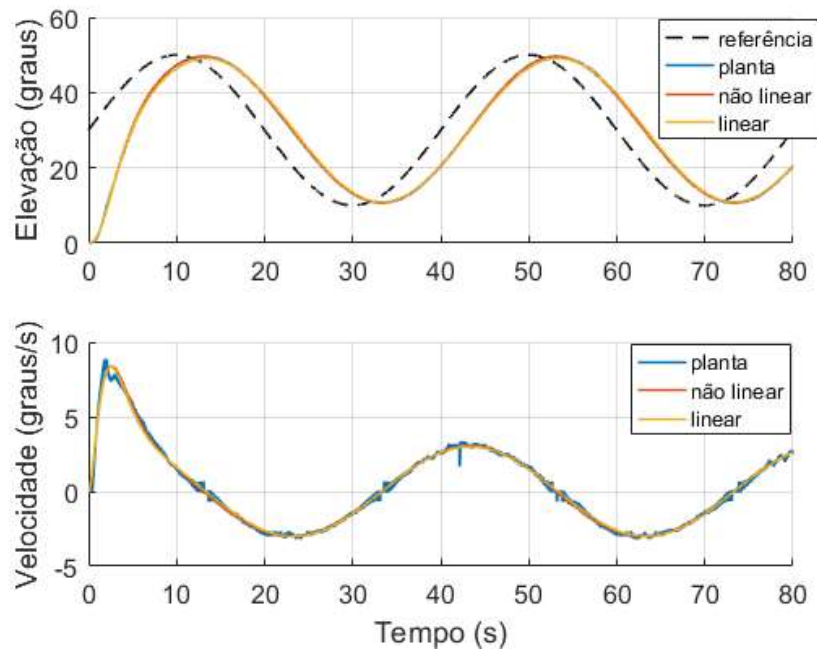 60
40
20
0
Elevação (graus)
referência
planta
não linear
linear
0 10 20 30 40 50 60 70 80
10
5
0
-5
Velocidade (graus/s)
planta
não linear
linear
0 10 20 30 40 50 60 70 80
Tempo (s)